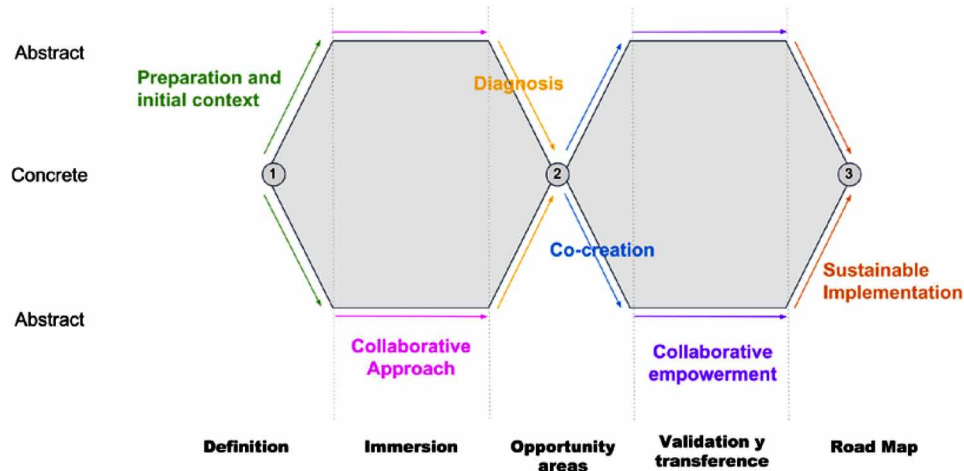 Abstract
Preparation and
initial context
Diagnosis
Concrete
1
2
3
Co-creation
Sustainable
Implementation
Abstract
Collaborative
Approach
Collaborative
empowerment
Definition
Immersion
Opportunity
areas
Validation y
transference
Road Map